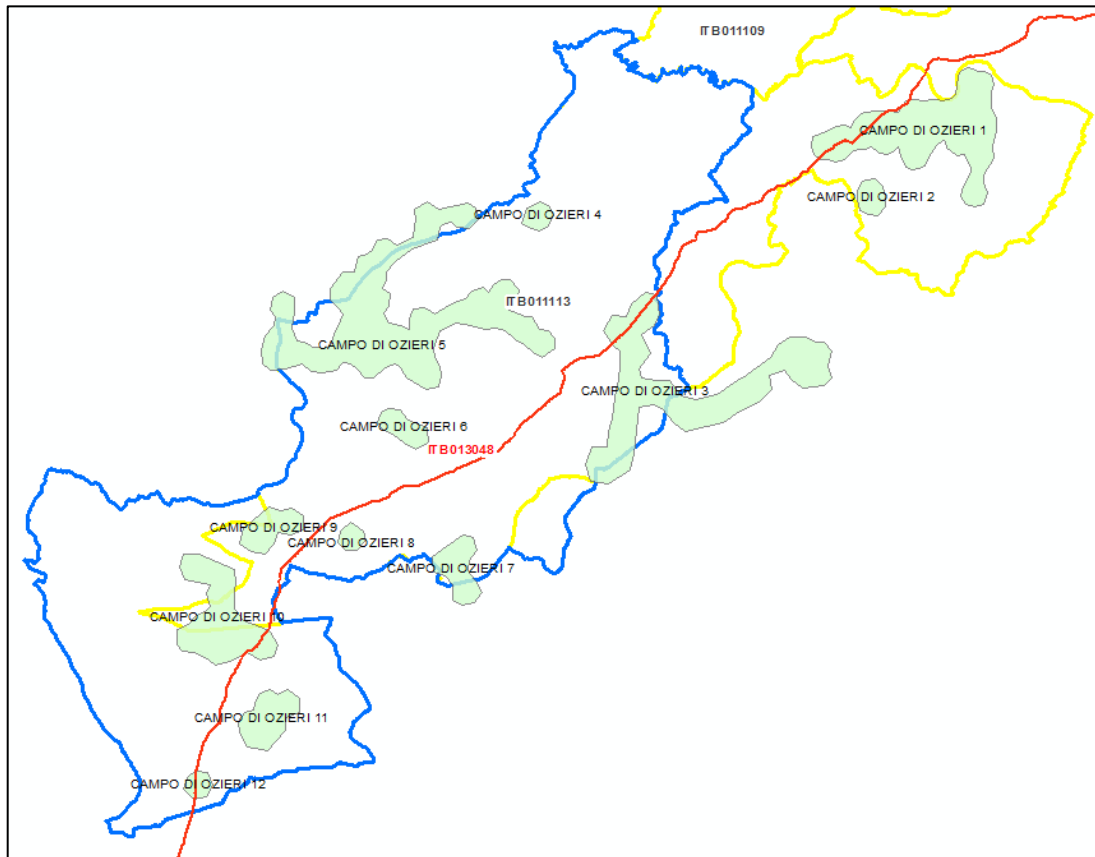 ITB011109
CAMPO DI OZIERI 1
CAMPO DI OZIERI 2
CAMPO DI OZIERI 4
ITB011113
CAMPO DI OZIERI 5
CAMPO DI OZIERI 3
CAMPO DI OZIERI 6
ITB013048
CAMPO DI OZIERI 9
CAMPO DI OZIERI 8
CAMPO DI OZIERI 7
CAMPO DI OZIERI 10
CAMPO DI OZIERI 11
CAMPO DI OZIERI 12